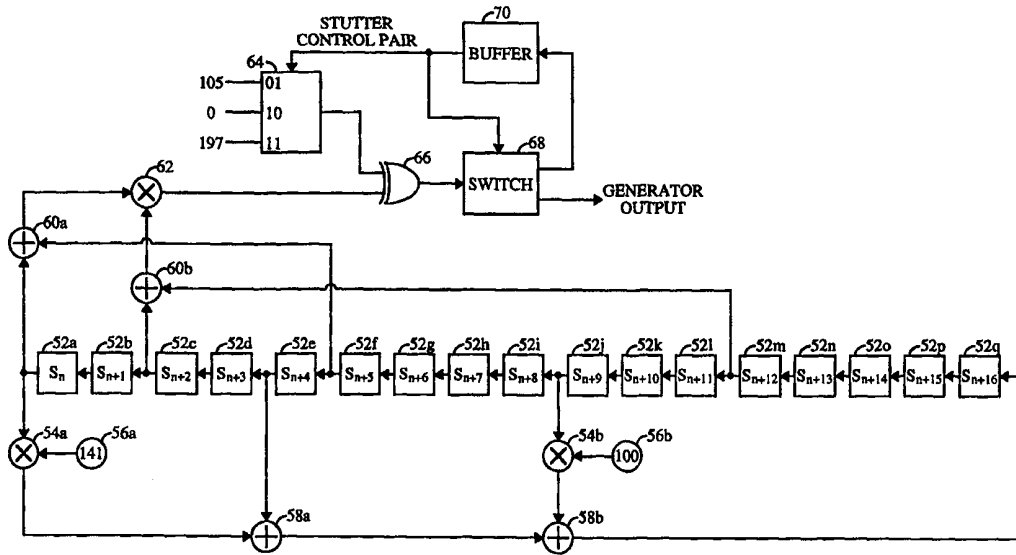 70
STUTTER
CONTROL PAIR
BUFFER
64
105 01
0 10
197 11
68
66
SWITCH
62
GENERATOR
OUTPUT
60a
60b
52a 52b 52c 52d 52e 52f 52g 52h 52i 52j 52k 52l 52m 52n 52o 52p 52q
Sn Sn+1 Sn+2 Sn+3 Sn+4 Sn+5 Sn+6 Sn+7 Sn+8 Sn+9 Sn+10 Sn+11 Sn+12 Sn+13 Sn+14 Sn+15 Sn+16
54a 56a 54b 56b
141 100
58a 58b